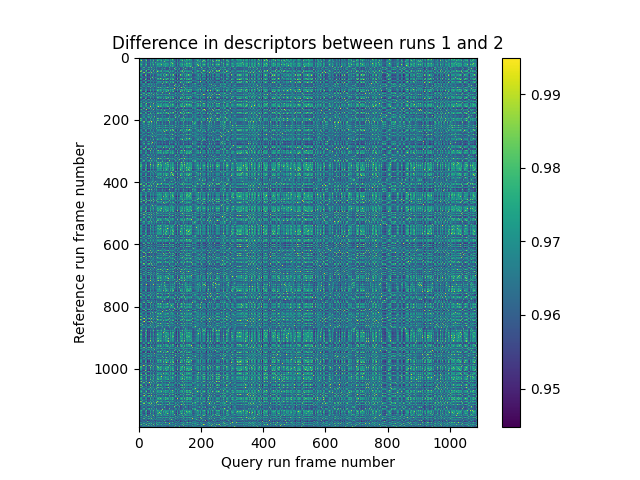 Difference in descriptors between runs 1 and 2
0
200
400
600
800
1000
Reference run frame number
0 200 400 600 800 1000
Query run frame number
0.99
0.98
0.97
0.96
0.95